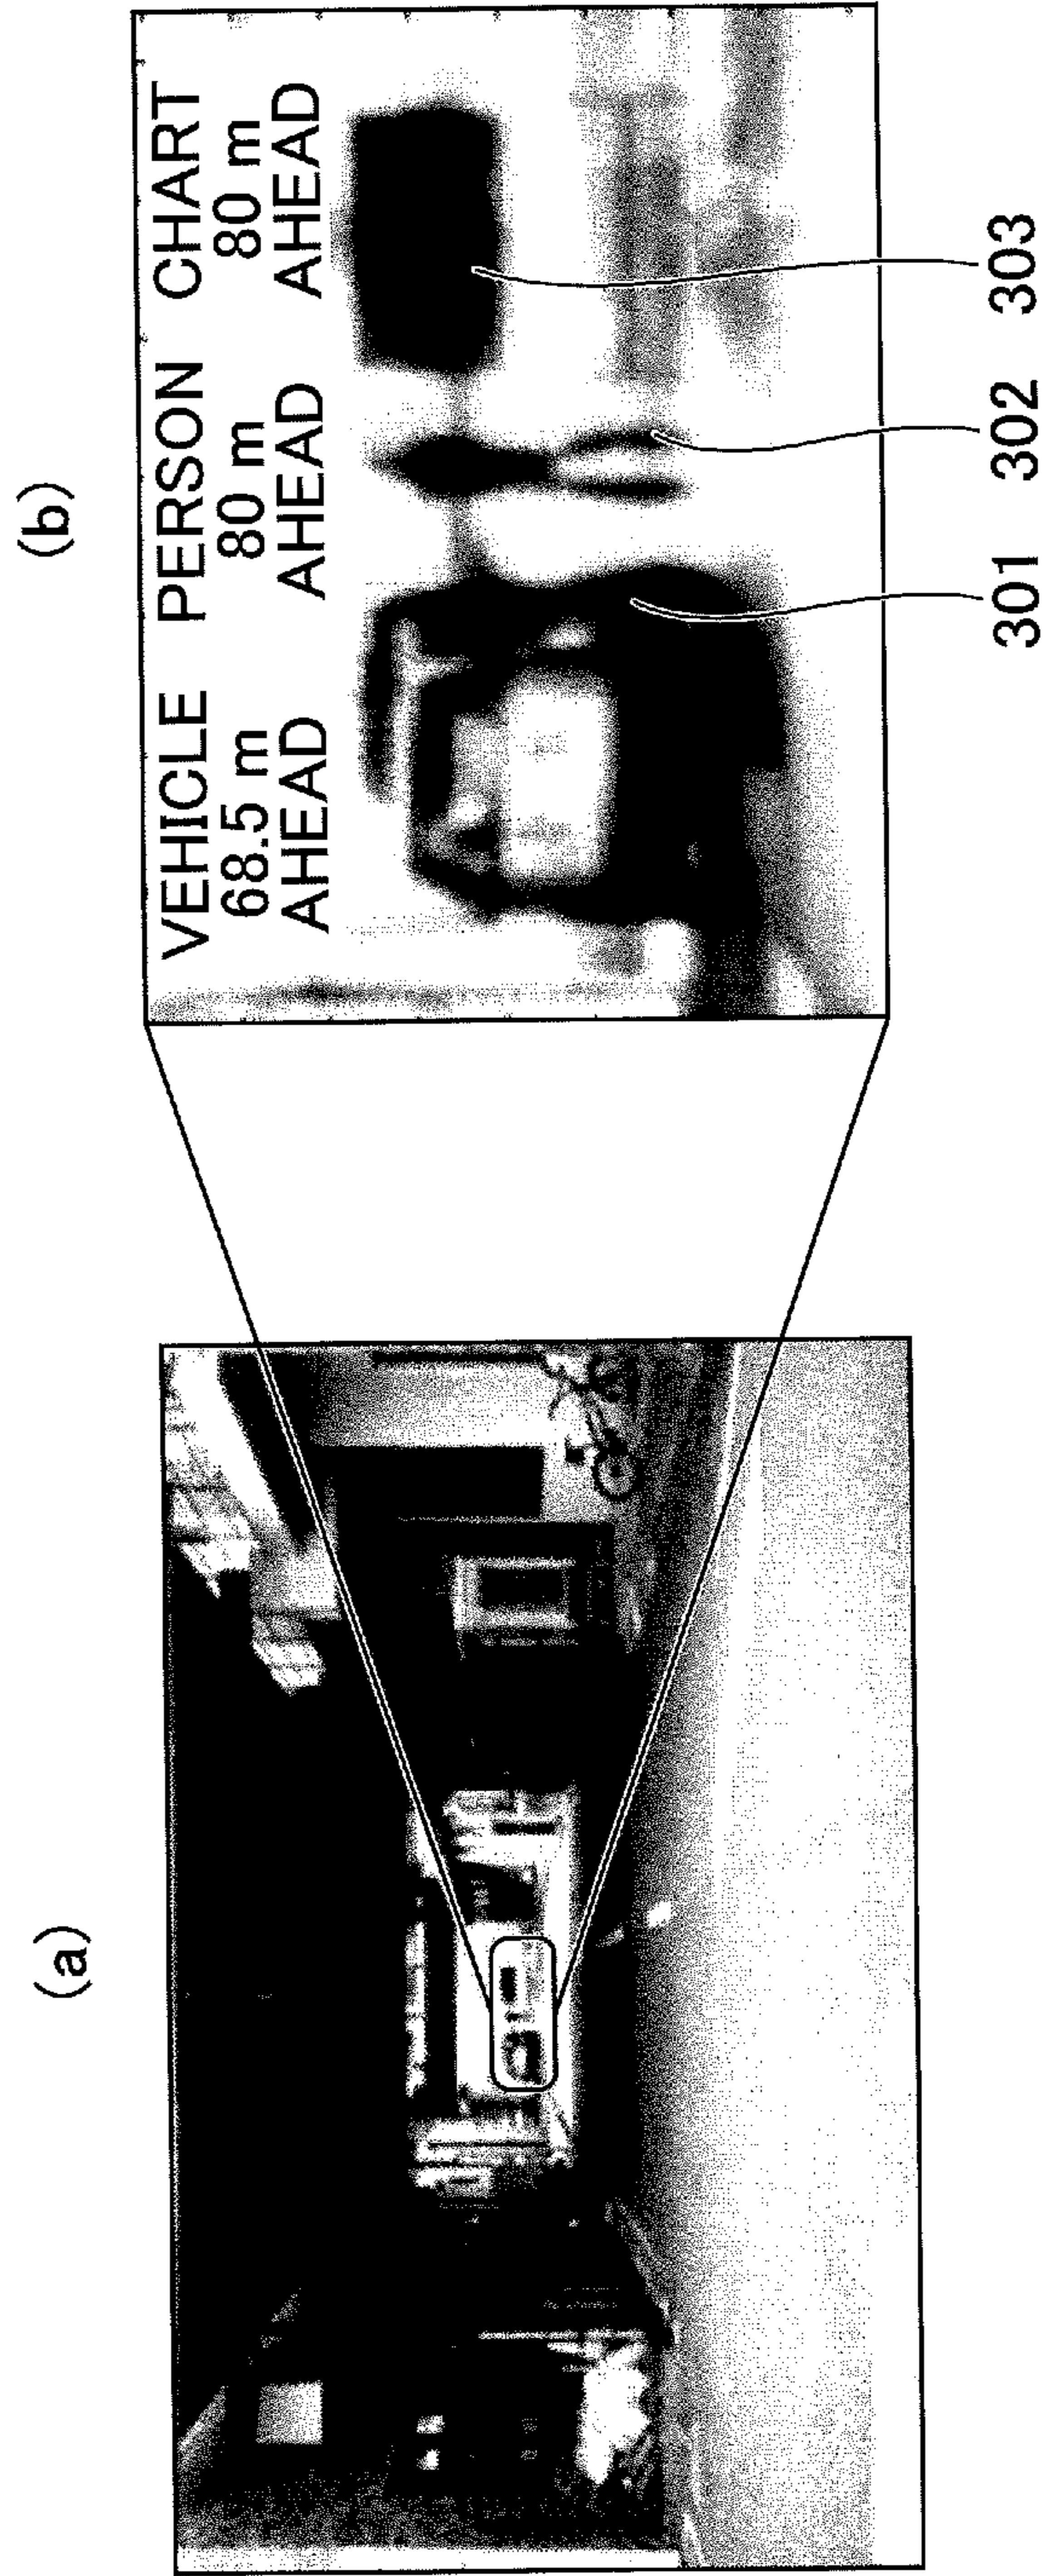 (a)
(b)
VEHICLE PERSON CHART
68.5 m 80 m 80 m
AHEAD AHEAD AHEAD
301 302 303